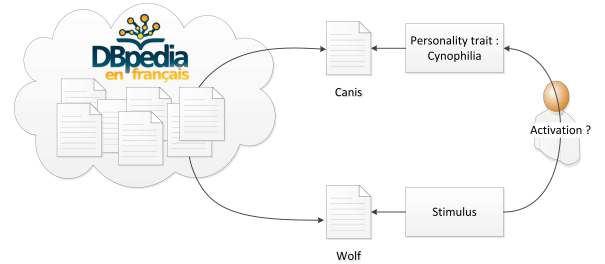 DBpedia
en français
Canis
Personality trait :
Cynophilia
Activation ?
Stimulus
Wolf